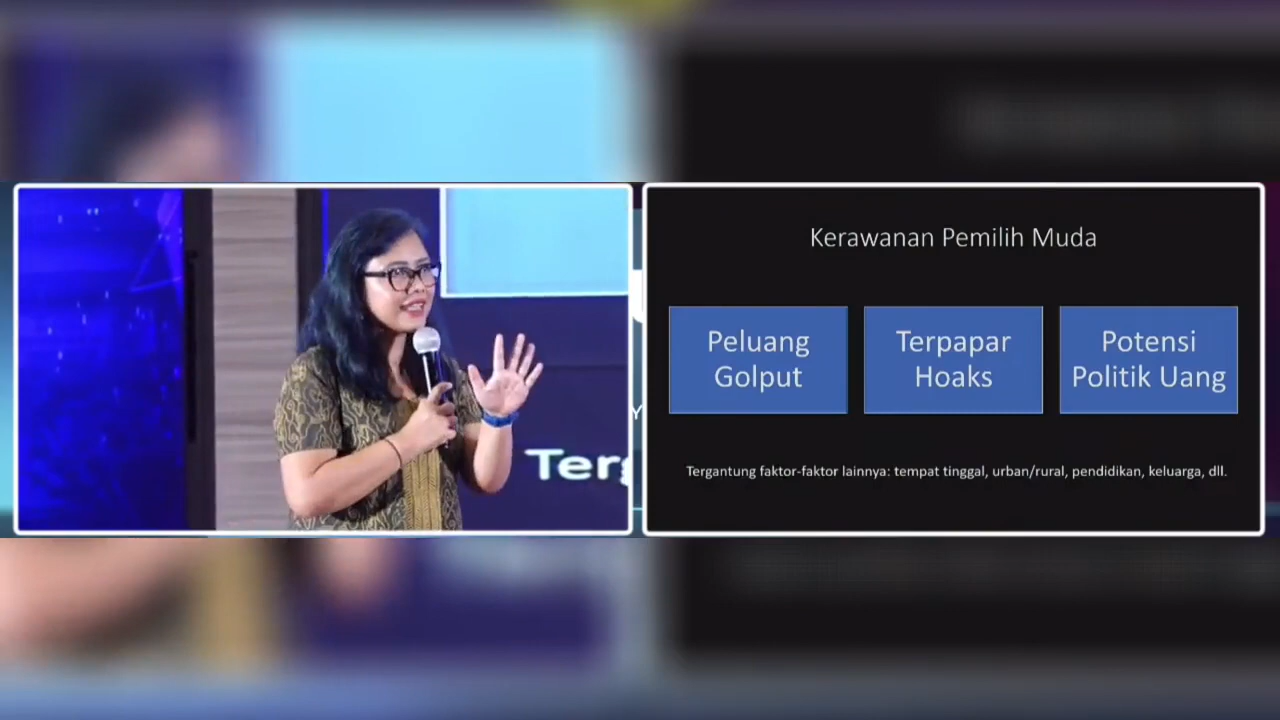 Kerawanan Pemilih Muda
Peluang
Golput
Terpapar
Hoaks
Potensi
Politik Uang
Tergantung faktor-faktor lainnya: tempat tinggal, urban/rural, pendidikan, keluarga, dll.